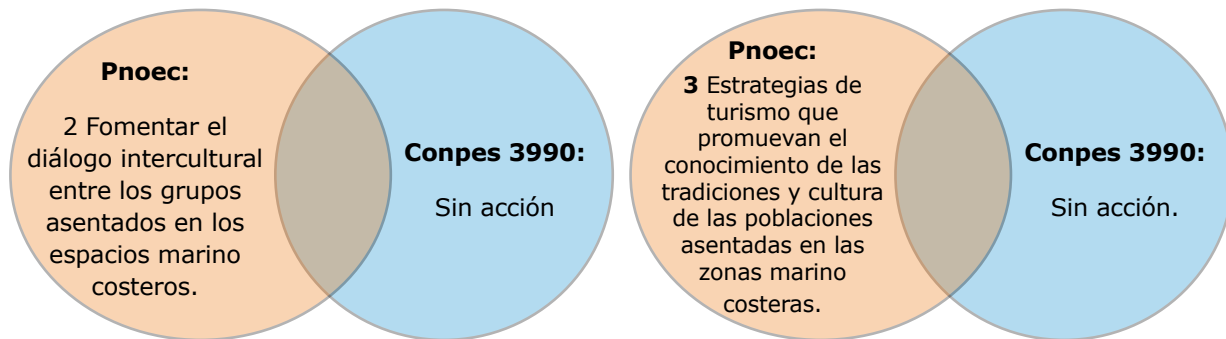 Pnoec:
2 Fomentar el
diálogo intercultural
entre los grupos
asentados en los
espacios marino
costeros.
Conpes 3990:
Sin acción
Pnoec:
3 Estrategias de
turismo que
promuevan el
conocimiento de las
tradiciones y cultura
de las poblaciones
asentadas en las
zonas marino
costeras.
Conpes 3990:
Sin acción.